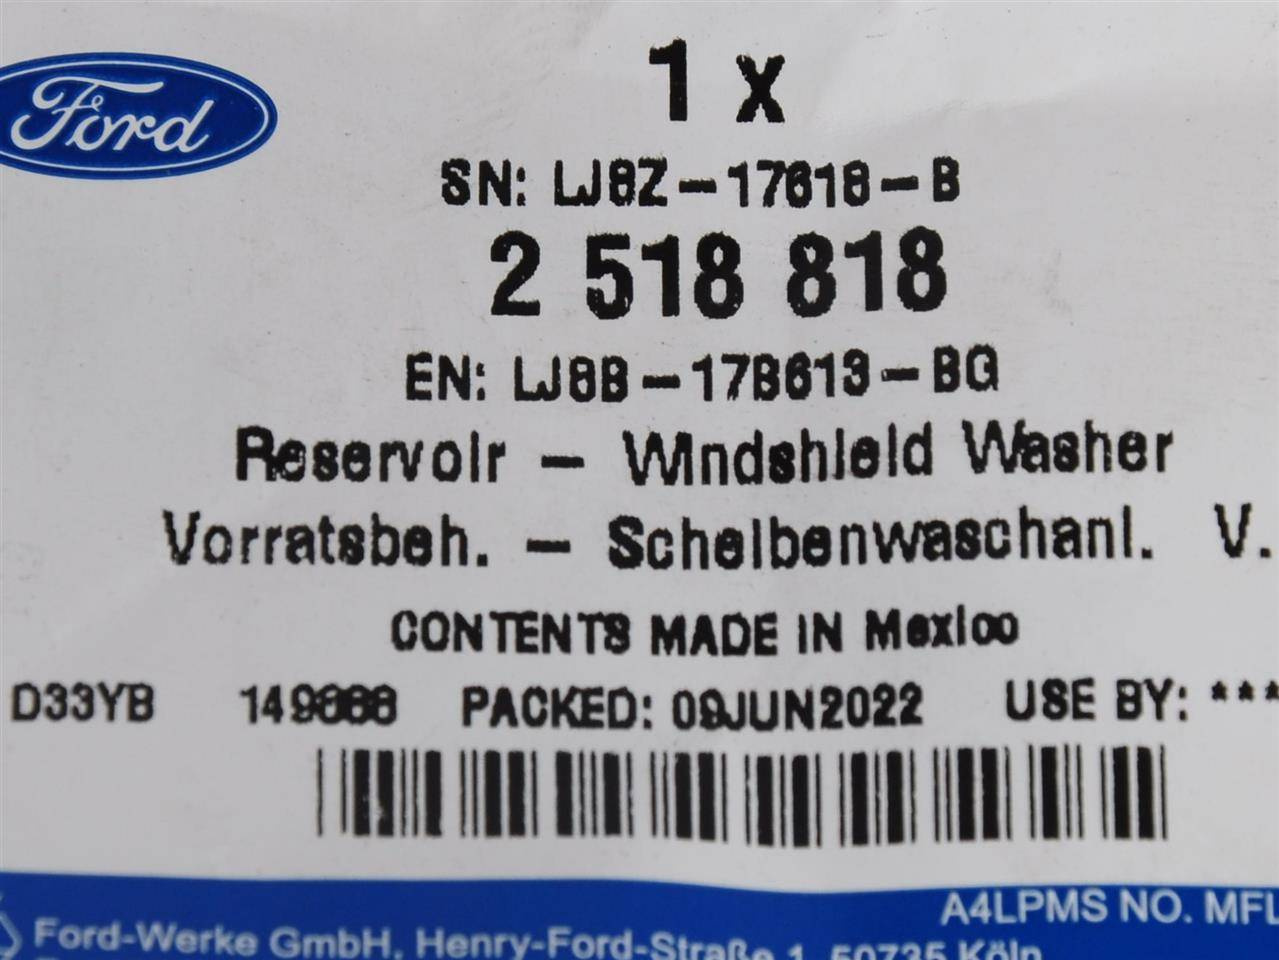 Ford
1 x
SN: LJ8Z-17618-B
2 518 818
EN: LJ8B-17B613-BG
Reservoir - Windshield Washer
Vorratsbeh. - Scheibenwaschanl. V.
CONTENTS MADE IN Mexico
D33YB PACKED: 09JUN2022 USE BY: ***
A4LPMS NO. MFL
Ford-Werke GmbH, Henry-Ford-Straße 1, 50735 Köln